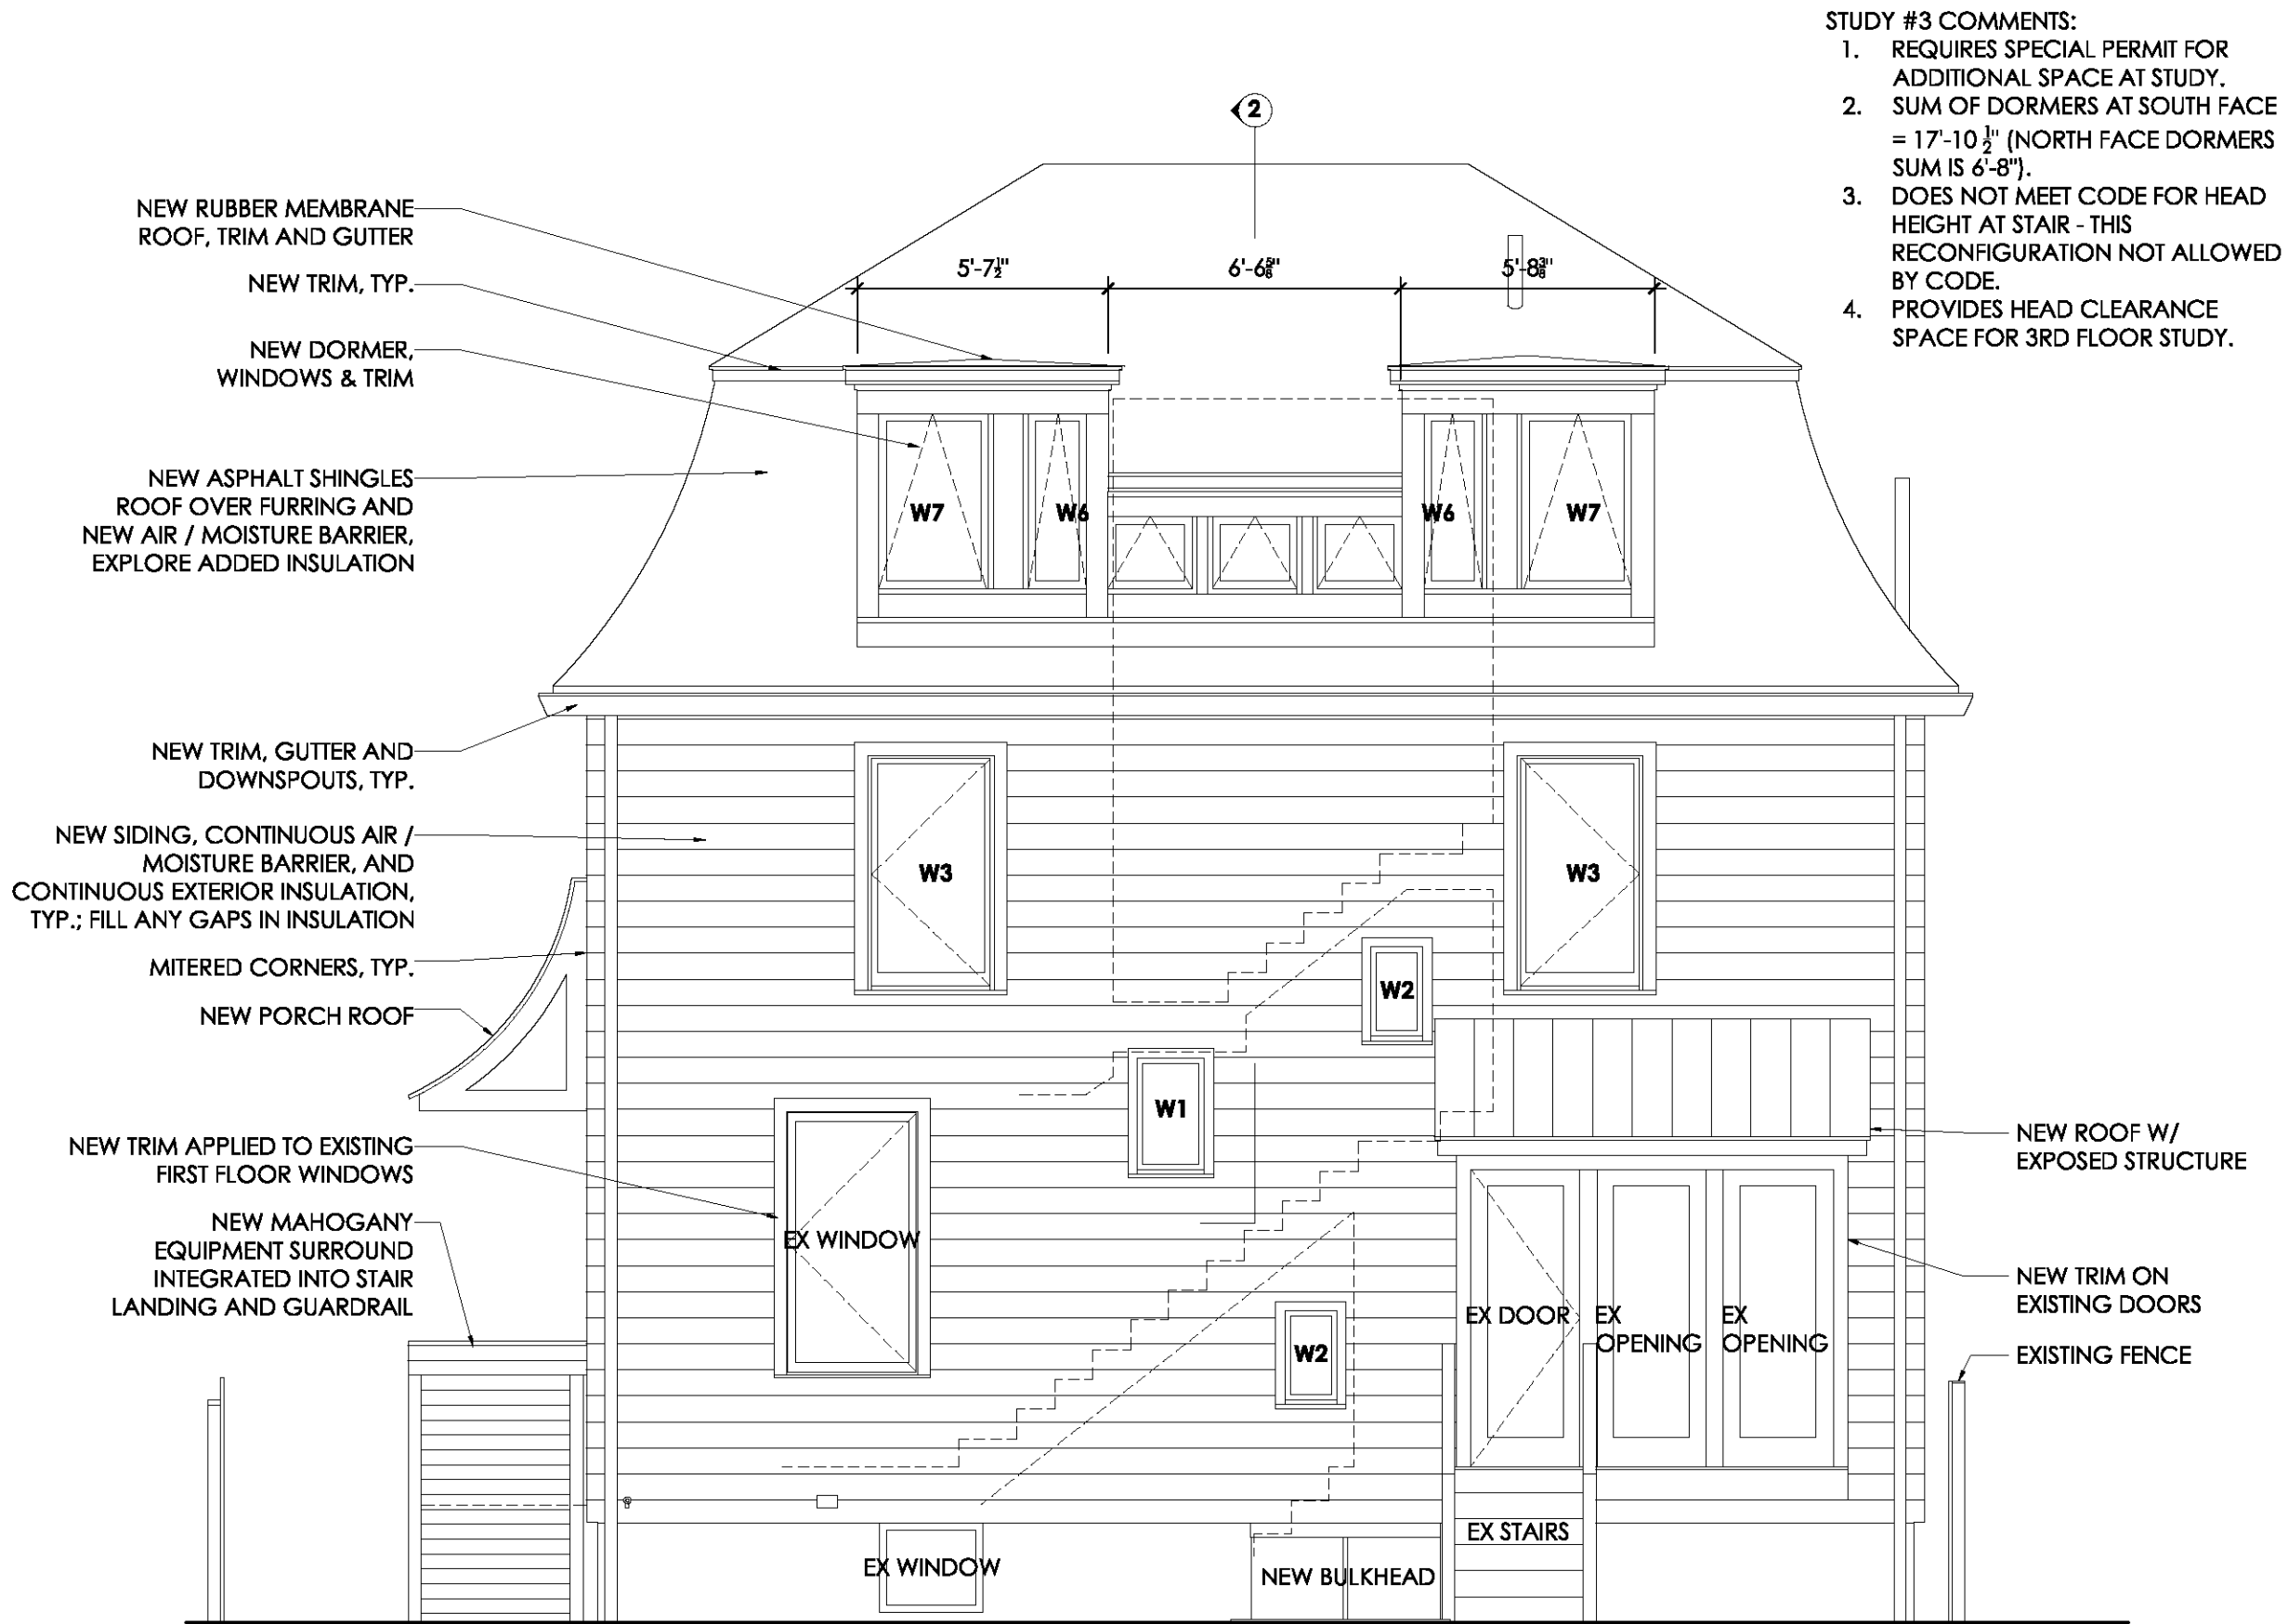 STUDY #3 COMMENTS:
1. REQUIRES SPECIAL PERMIT FOR
ADDITIONAL SPACE AT STUDY.
2. SUM OF DORMERS AT SOUTH FACE
= 17'-10 1/2" (NORTH FACE DORMERS
SUM IS 6'-8").
3. DOES NOT MEET CODE FOR HEAD
HEIGHT AT STAIR - THIS
RECONFIGURATION NOT ALLOWED
BY CODE.
4. PROVIDES HEAD CLEARANCE
SPACE FOR 3RD FLOOR STUDY.
2
NEW RUBBER MEMBRANE
ROOF, TRIM AND GUTTER
NEW TRIM, TYP.
NEW DORMER,
WINDOWS & TRIM
NEW ASPHALT SHINGLES
ROOF OVER FURRING AND
NEW AIR / MOISTURE BARRIER,
EXPLORE ADDED INSULATION
NEW TRIM, GUTTER AND
DOWNSPOUTS, TYP.
NEW SIDING, CONTINUOUS AIR /
MOISTURE BARRIER, AND
CONTINUOUS EXTERIOR INSULATION,
TYP.; FILL ANY GAPS IN INSULATION
MITERED CORNERS, TYP.
NEW PORCH ROOF
NEW TRIM APPLIED TO EXISTING
FIRST FLOOR WINDOWS
NEW MAHOGANY
EQUIPMENT SURROUND
INTEGRATED INTO STAIR
LANDING AND GUARDRAIL
5'-7 1/2"
6'-6 5/8"
5'-8 3/8"
W7
W6
W6
W7
W3
W3
W2
W1
EX WINDOW
W2
EX DOOR
EX
OPENING
EX
OPENING
EX STAIRS
EX WINDOW
NEW BULKHEAD
NEW ROOF W/
EXPOSED STRUCTURE
NEW TRIM ON
EXISTING DOORS
EXISTING FENCE